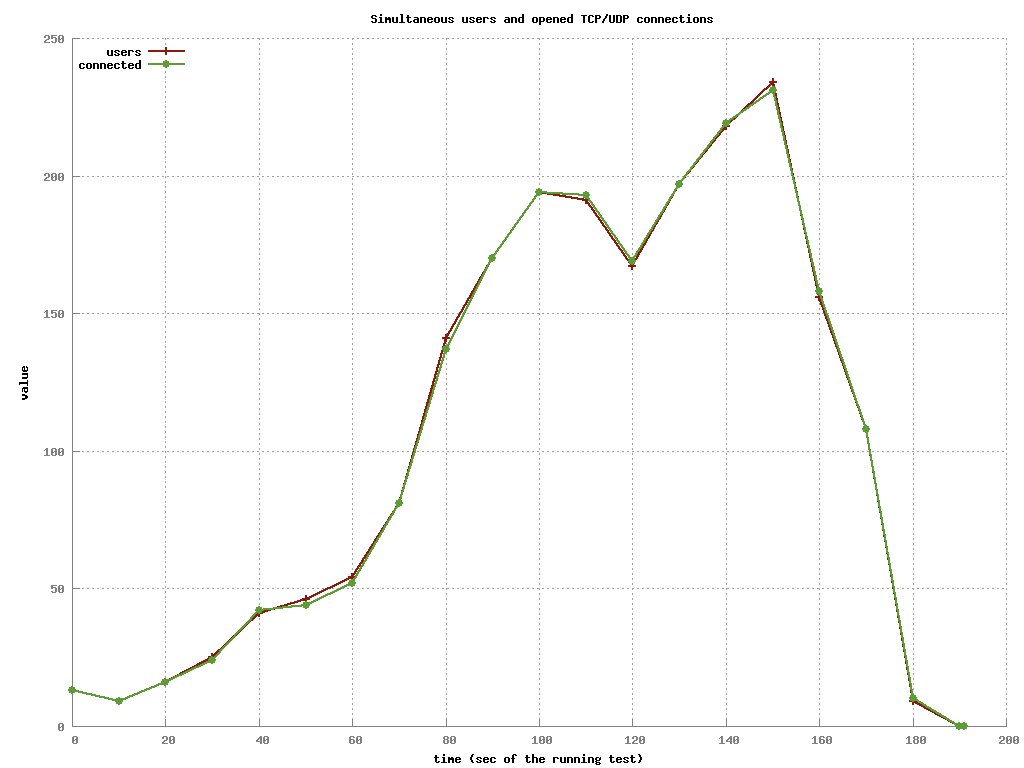 Simultaneous users and opened TCP/UDP connections
250
users
connected
200
150
value
100
50
0
0 20 40 60 80 100 120 140 160 180 200
time (sec of the running test)